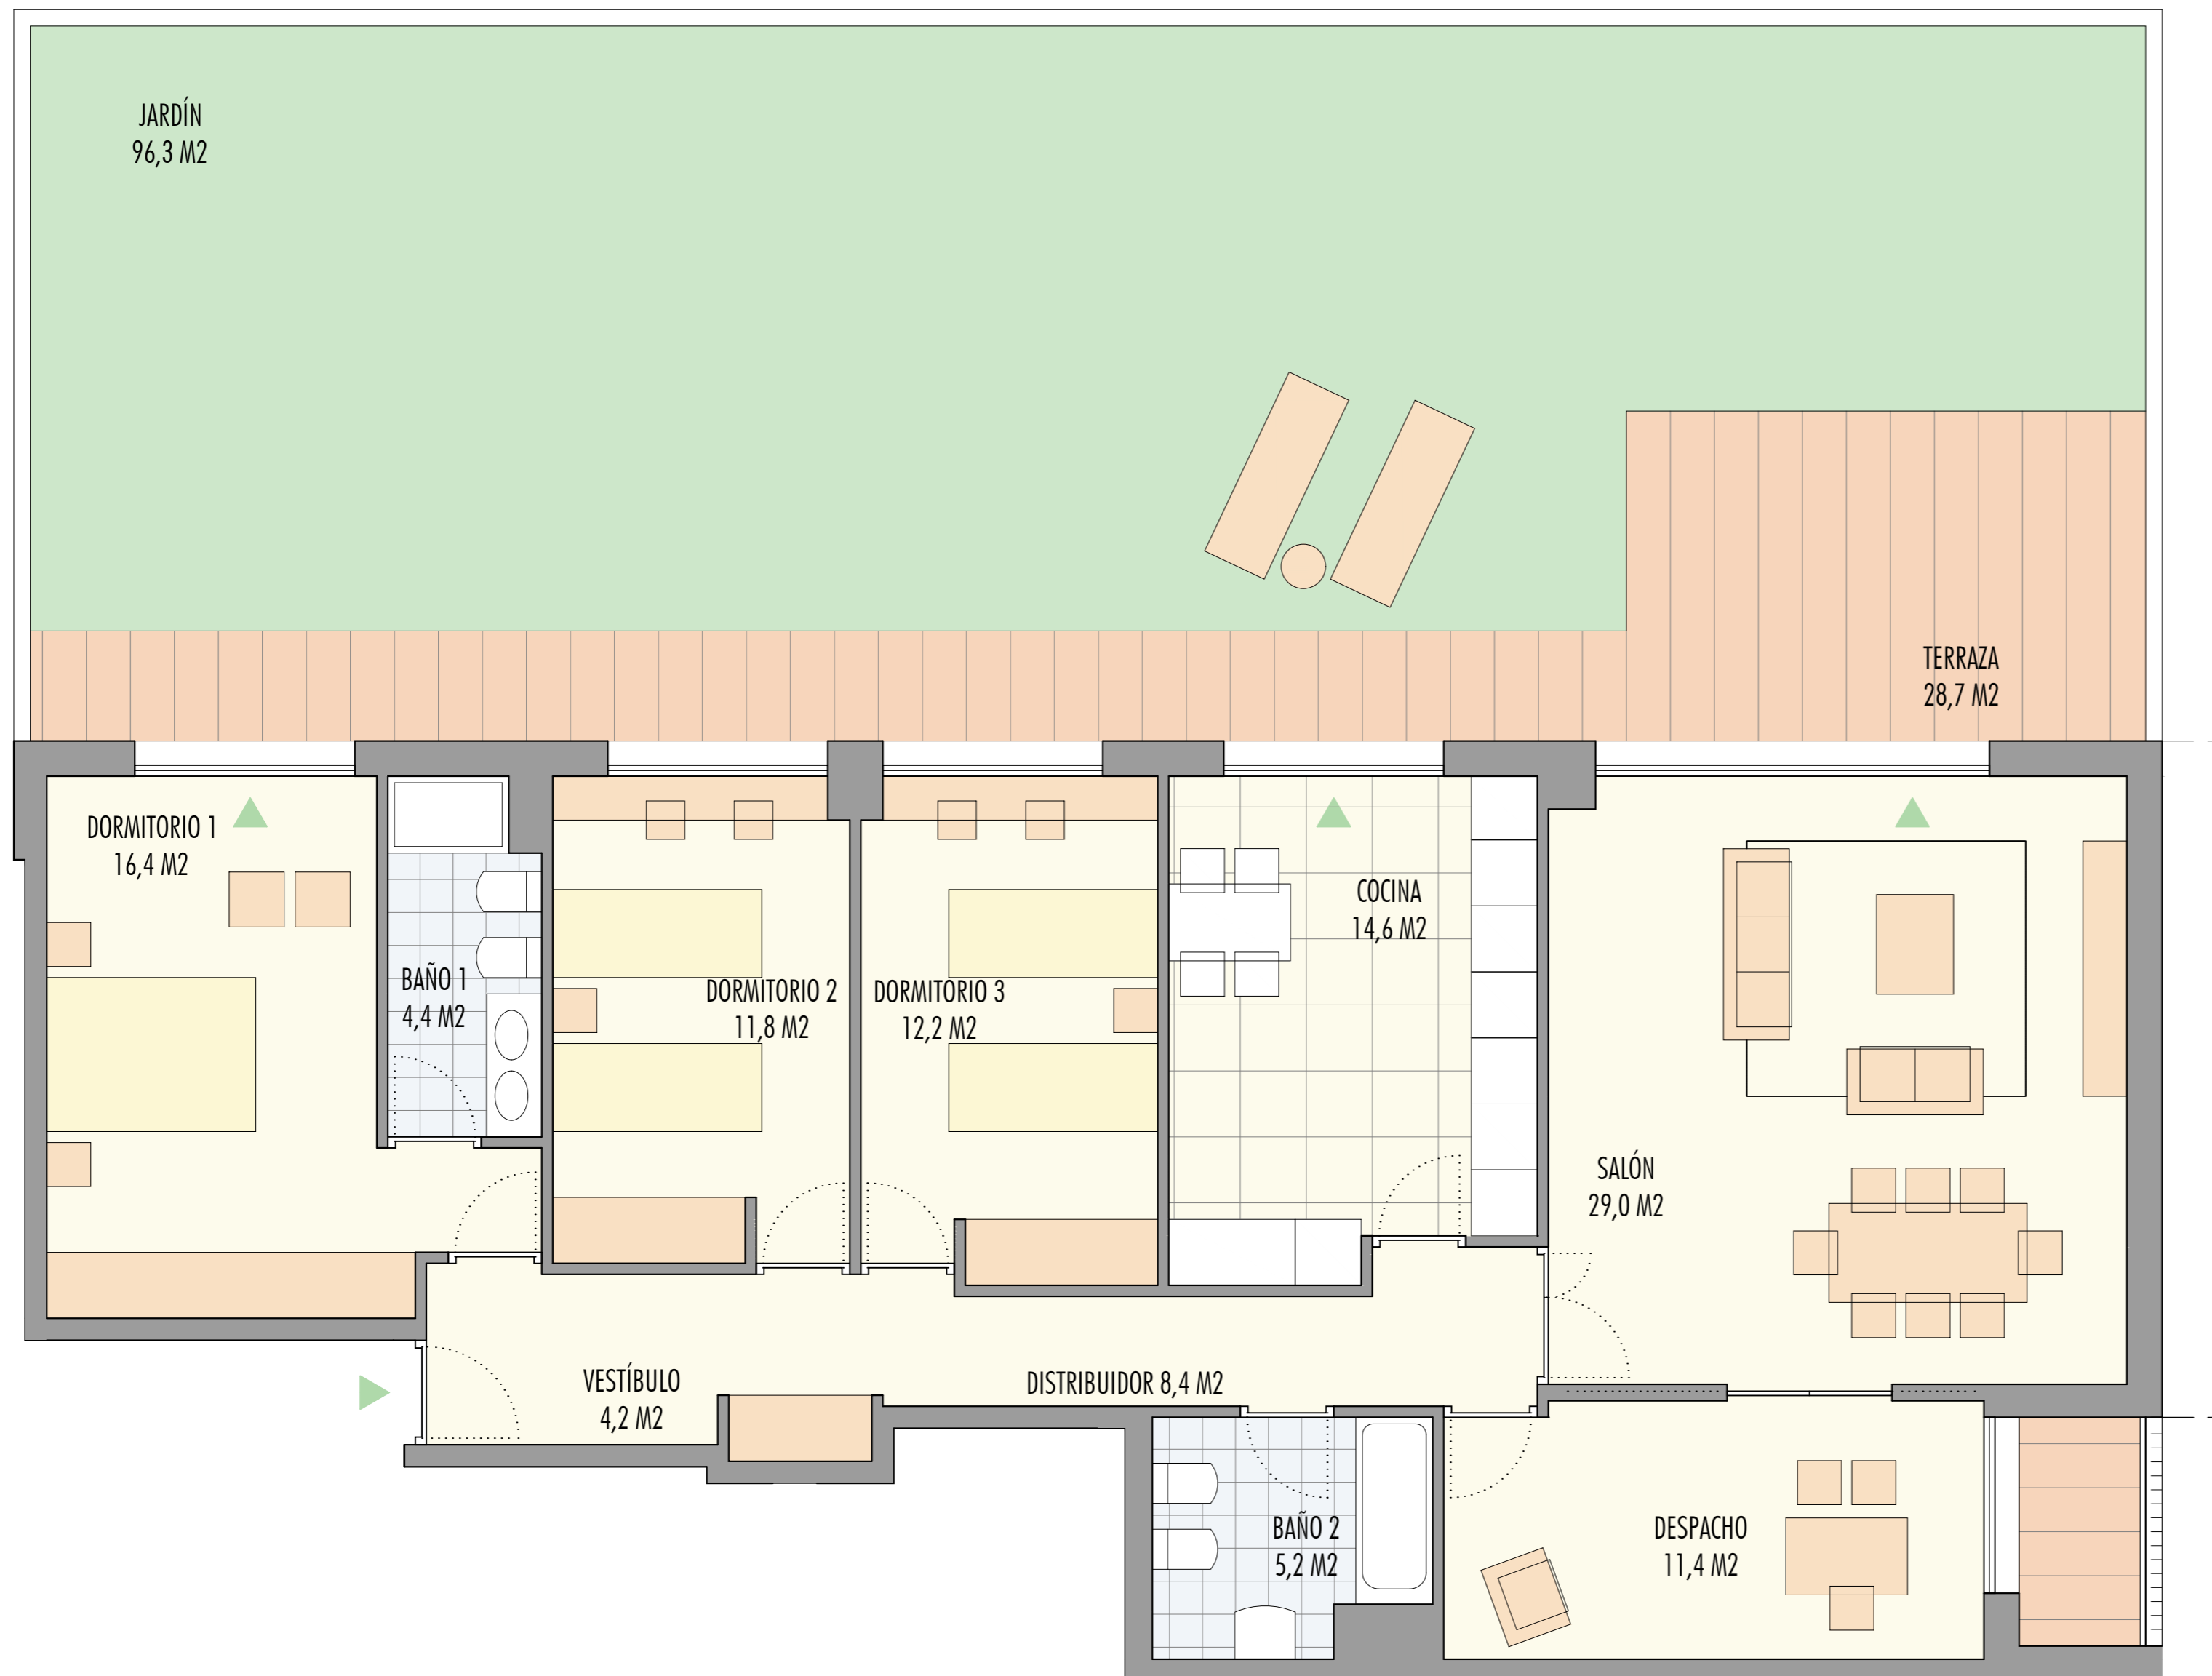 JARDÍN
96,3 M2
TERRAZA
28,7 M2
DORMITORIO 1
16,4 M2
BAÑO 1
4,4 M2
DORMITORIO 2
11,8 M2
DORMITORIO 3
12,2 M2
COCINA
14,6 M2
SALÓN
29,0 M2
VESTÍBULO
4,2 M2
DISTRIBUIDOR 8,4 M2
BAÑO 2
5,2 M2
DESPACHO
11,4 M2